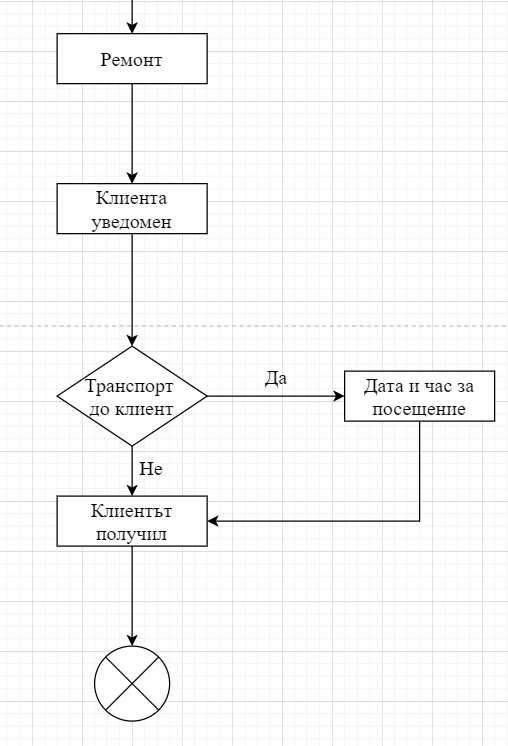 Ремонт
Клиента
уведомен
Транспорт
до клиент
Да
Дата и час за
посещение
Не
Клиентът
получил